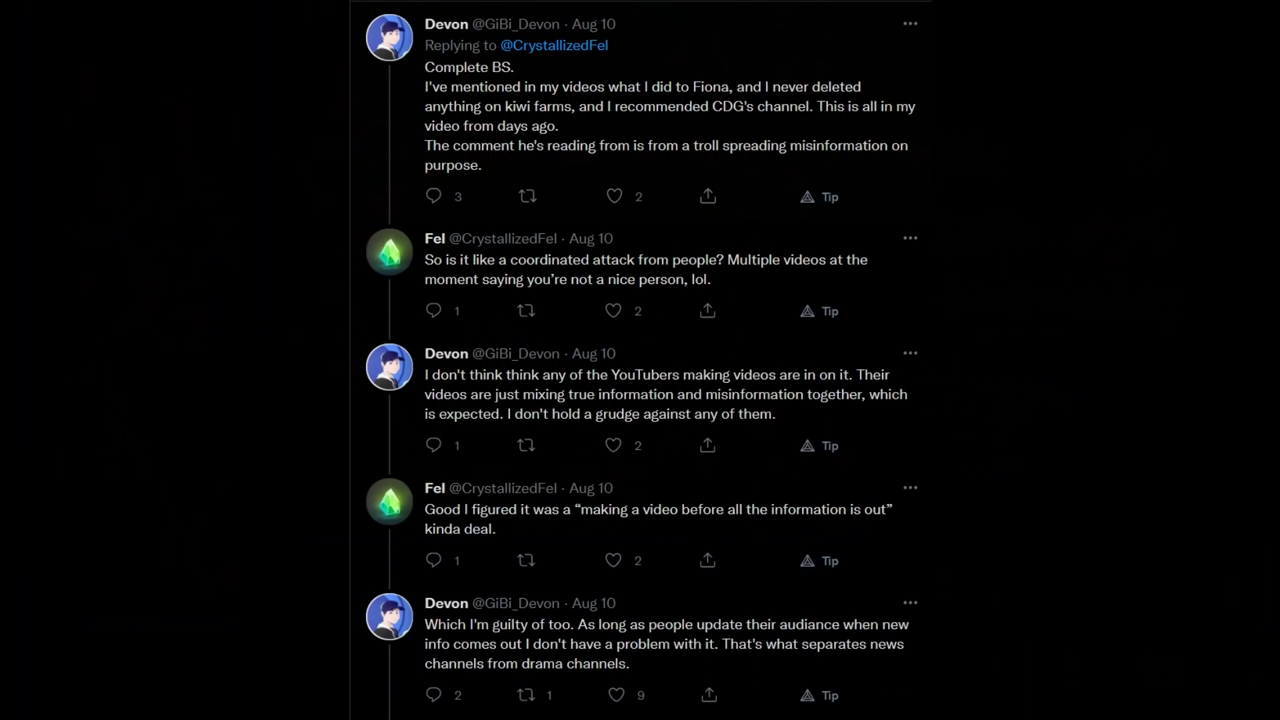 Devon @GiBi_Devon · Aug 10
Replying to @CrystallizedFel
Complete BS.
I've mentioned in my videos what I did to Fiona, and I never deleted
anything on kiwi farms, and I recommended CDG's channel. This is all in my
video from days ago.
The comment he's reading from is from a troll spreading misinformation on
purpose.
3 2 Tip
Fel @CrystallizedFel · Aug 10
So is it like a coordinated attack from people? Multiple videos at the
moment saying you’re not a nice person, lol.
1 2 Tip
Devon @GiBi_Devon · Aug 10
I don't think think any of the YouTubers making videos are in on it. Their
videos are just mixing true information and misinformation together, which
is expected. I don't hold a grudge against any of them.
1 2 Tip
Fel @CrystallizedFel · Aug 10
Good I figured it was a “making a video before all the information is out”
kinda deal.
1 2 Tip
Devon @GiBi_Devon · Aug 10
Which I'm guilty of too. As long as people update their audiance when new
info comes out I don't have a problem with it. That's what separates news
channels from drama channels.
2 1 9 Tip